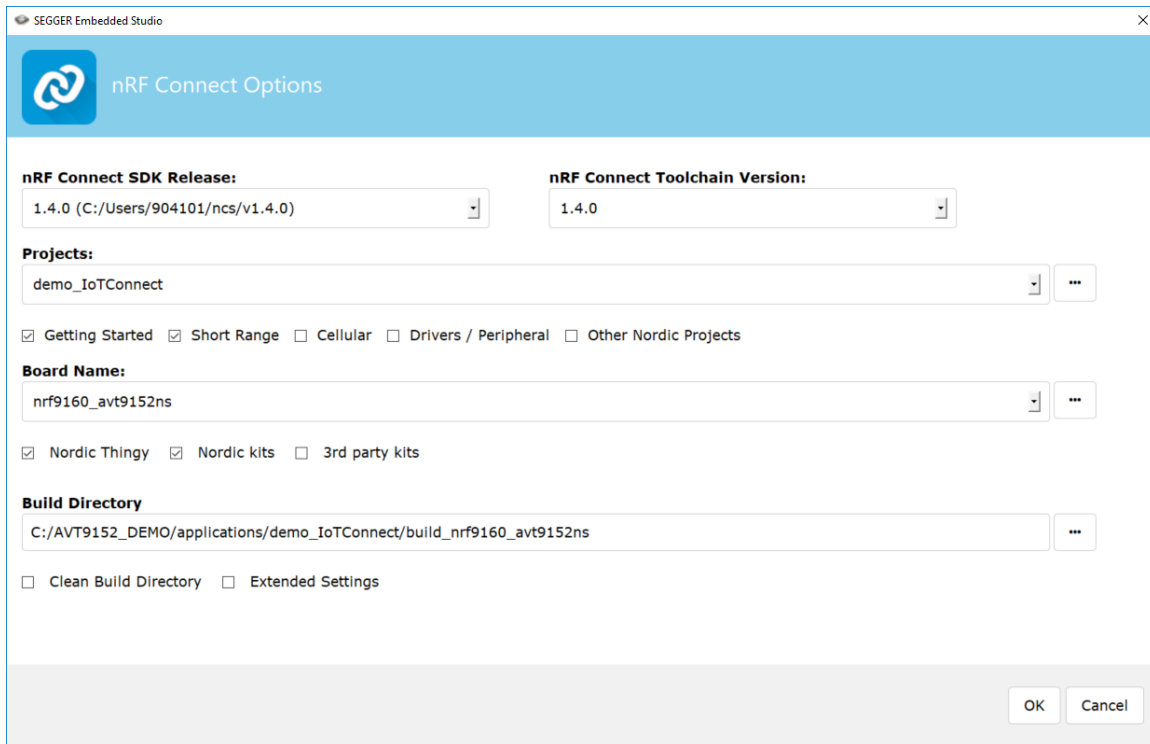 SEGGER Embedded Studio
nRF Connect Options
nRF Connect SDK Release: nRF Connect Toolchain Version:
1.4.0 (C:/Users/904101/ncs/v1.4.0) 1.4.0
Projects:
demo_IoTConnect
Getting Started Short Range Cellular Drivers / Peripheral Other Nordic Projects
Board Name:
nrf9160_avt9152ns
Nordic Thingy Nordic kits 3rd party kits
Build Directory
C:/AVT9152_DEMO/applications/demo_IoTConnect/build_nrf9160_avt9152ns
Clean Build Directory Extended Settings
OK Cancel